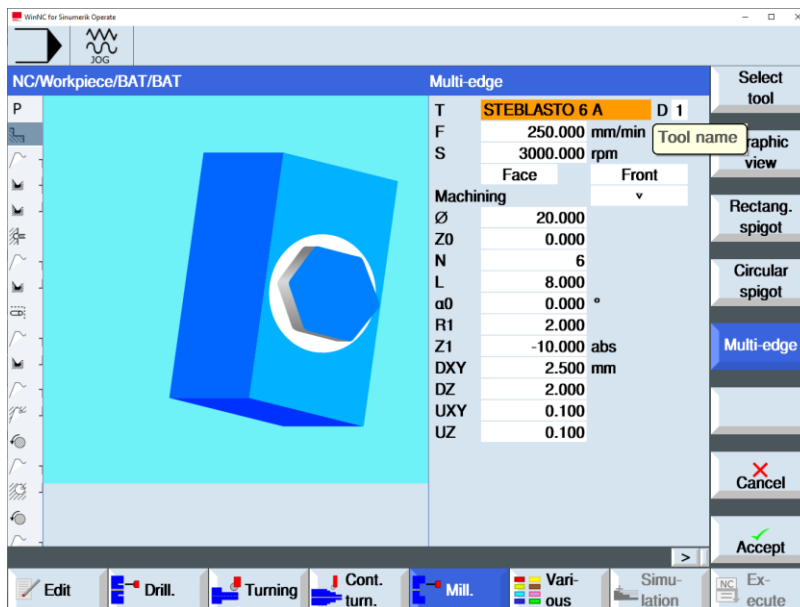 WinNC for Sinumerik Operate
JOG
NC/Workpiece/BAT/BAT
Multi-edge
P
T STEBLASTO 6 A D 1
F 250.000 mm/min
Tool name
S 3000.000 rpm
Face Front
Machining ▿
Ø 20.000
Z0 0.000
N 6
L 8.000
α0 0.000 °
R1 2.000
Z1 -10.000 abs
DXY 2.500 mm
DZ 2.000
UXY 0.100
UZ 0.100
Select
tool
view
Rectang.
spigot
Circular
spigot
Multi-edge
Cancel
Accept
>
Edit
Drill.
Turning
Cont.
turn.
Mill.
Vari-
ous
Simu-
lation
NC
Ex-
ecute